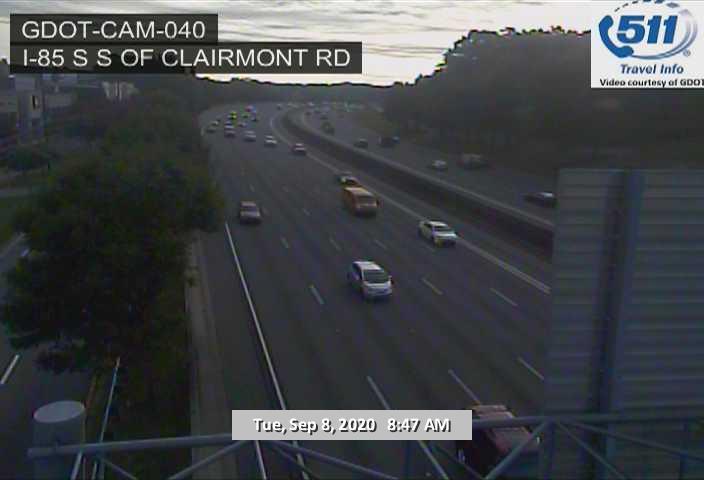 GDOT-CAM-040
I-85 S S OF CLAIRMONT RD
511
Travel Info
Video courtesy of GDOT
Tue, Sep 8, 2020 8:47 AM